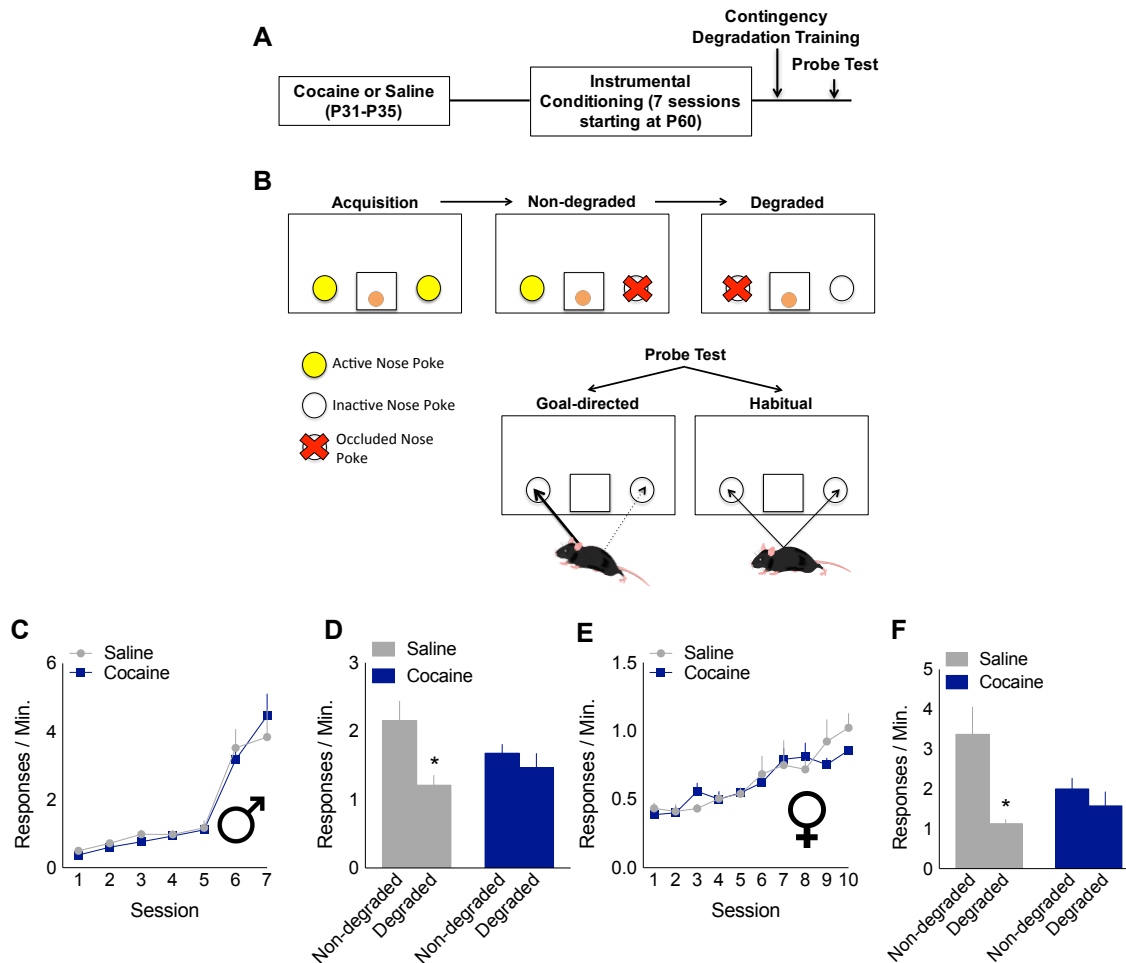 A
Cocaine or Saline
(P31-P35)
Instrumental
Conditioning (7 sessions
starting at P60)
Contingency
Degradation Training
Probe Test
B
Acquisition
Non-degraded
Degraded
Active Nose Poke
Inactive Nose Poke
Occluded Nose
Poke
Probe Test
Goal-directed
Habitual
C
Saline
Cocaine
Responses / Min.
6
4
2
0
1 2 3 4 5 6 7
Session
D
Saline
Cocaine
Responses / Min.
3
2
1
0
*
Non-degraded
Degraded
Non-degraded
Degraded
E
Saline
Cocaine
Responses / Min.
1.5
1.0
0.5
0.0
1 2 3 4 5 6 7 8 9 10
Session
F
Saline
Cocaine
Responses / Min.
5
4
3
2
1
0
*
Non-degraded
Degraded
Non-degraded
Degraded